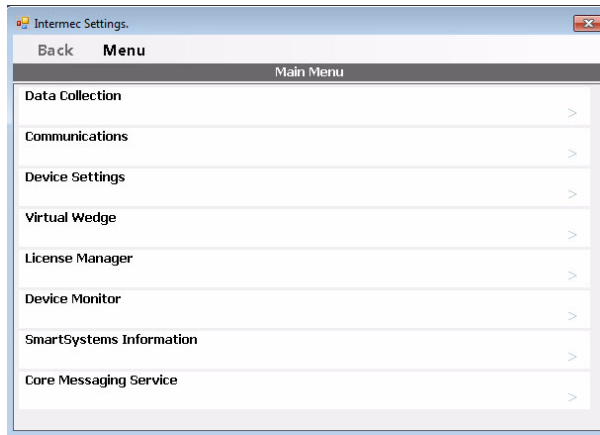 Intermec Settings.
Back Menu
Main Menu
Data Collection
>
Communications
>
Device Settings
>
Virtual Wedge
>
License Manager
>
Device Monitor
>
SmartSystems Information
>
Core Messaging Service
>